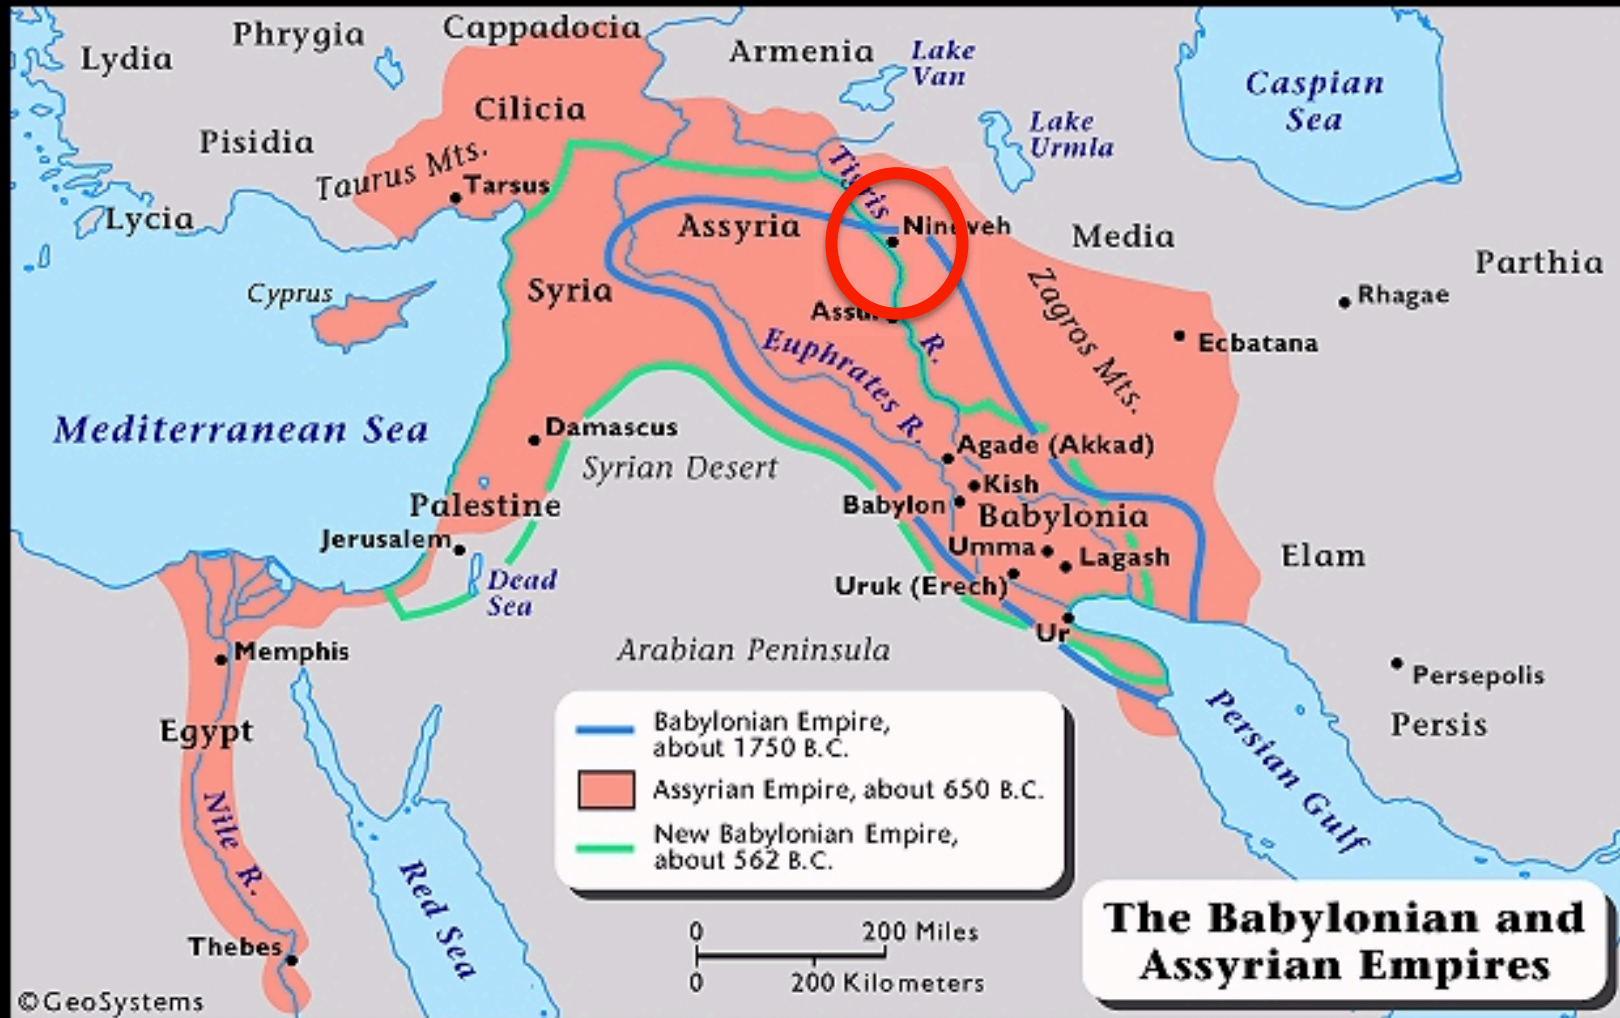 Cappadocia
Phrygia
Lydia
Armenia
Lake
Van
Caspian
Sea
Cilicia
Pisidia
Lake
Urmla
Taurus Mts.
Tarsus
Tigris
Lycia
Assyria
Nineveh
Media
Parthia
Cyprus
Syria
Zagros Mts.
Rhagae
Assur
Euphrates R.
R.
Ecbatana
Mediterranean Sea
Damascus
Syrian Desert
Agade (Akkad)
Kish
Palestine
Babylon
Babylonia
Jerusalem
Umma
Lagash
Elam
Dead
Sea
Uruk (Erech)
Ur
Memphis
Arabian Peninsula
Persepolis
Persis
Egypt
Persian Gulf
Nile R.
Red Sea
Thebes
Babylonian Empire,
about 1750 B.C.
Assyrian Empire, about 650 B.C.
New Babylonian Empire,
about 562 B.C.
0 200 Miles
0 200 Kilometers
The Babylonian and
Assyrian Empires
©GeoSystems